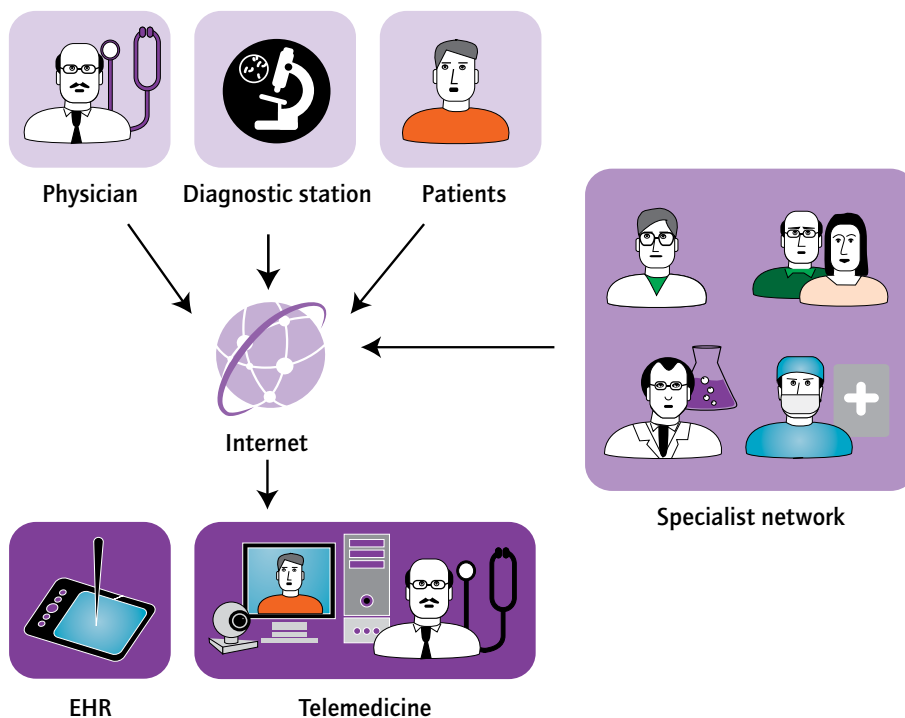 Physician
Diagnostic station
Patients
Internet
Specialist network
EHR
Telemedicine